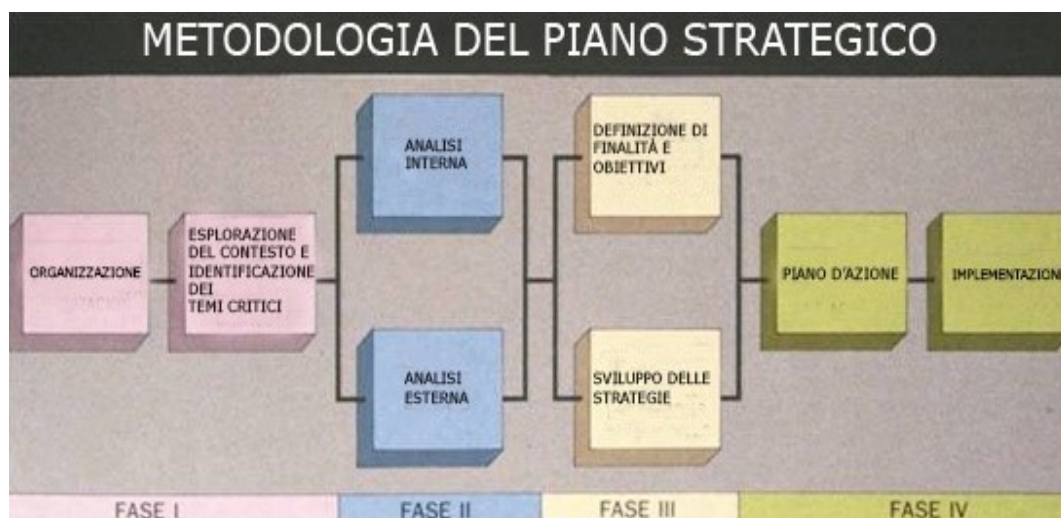 METODOLOGIA DEL PIANO STRATEGICO
ORGANIZZAZIONE
ESPLORAZIONE
DEL CONTESTO E
IDENTIFICAZIONE
DEI
TEMI CRITICI
ANALISI
INTERNA
ANALISI
ESTERNA
DEFINIZIONE DI
FINALITÀ E
OBIETTIVI
SVILUPPO DELLE
STRATEGIE
PIANO D'AZIONE
IMPLEMENTAZION
FASE I
FASE II
FASE III
FASE IV